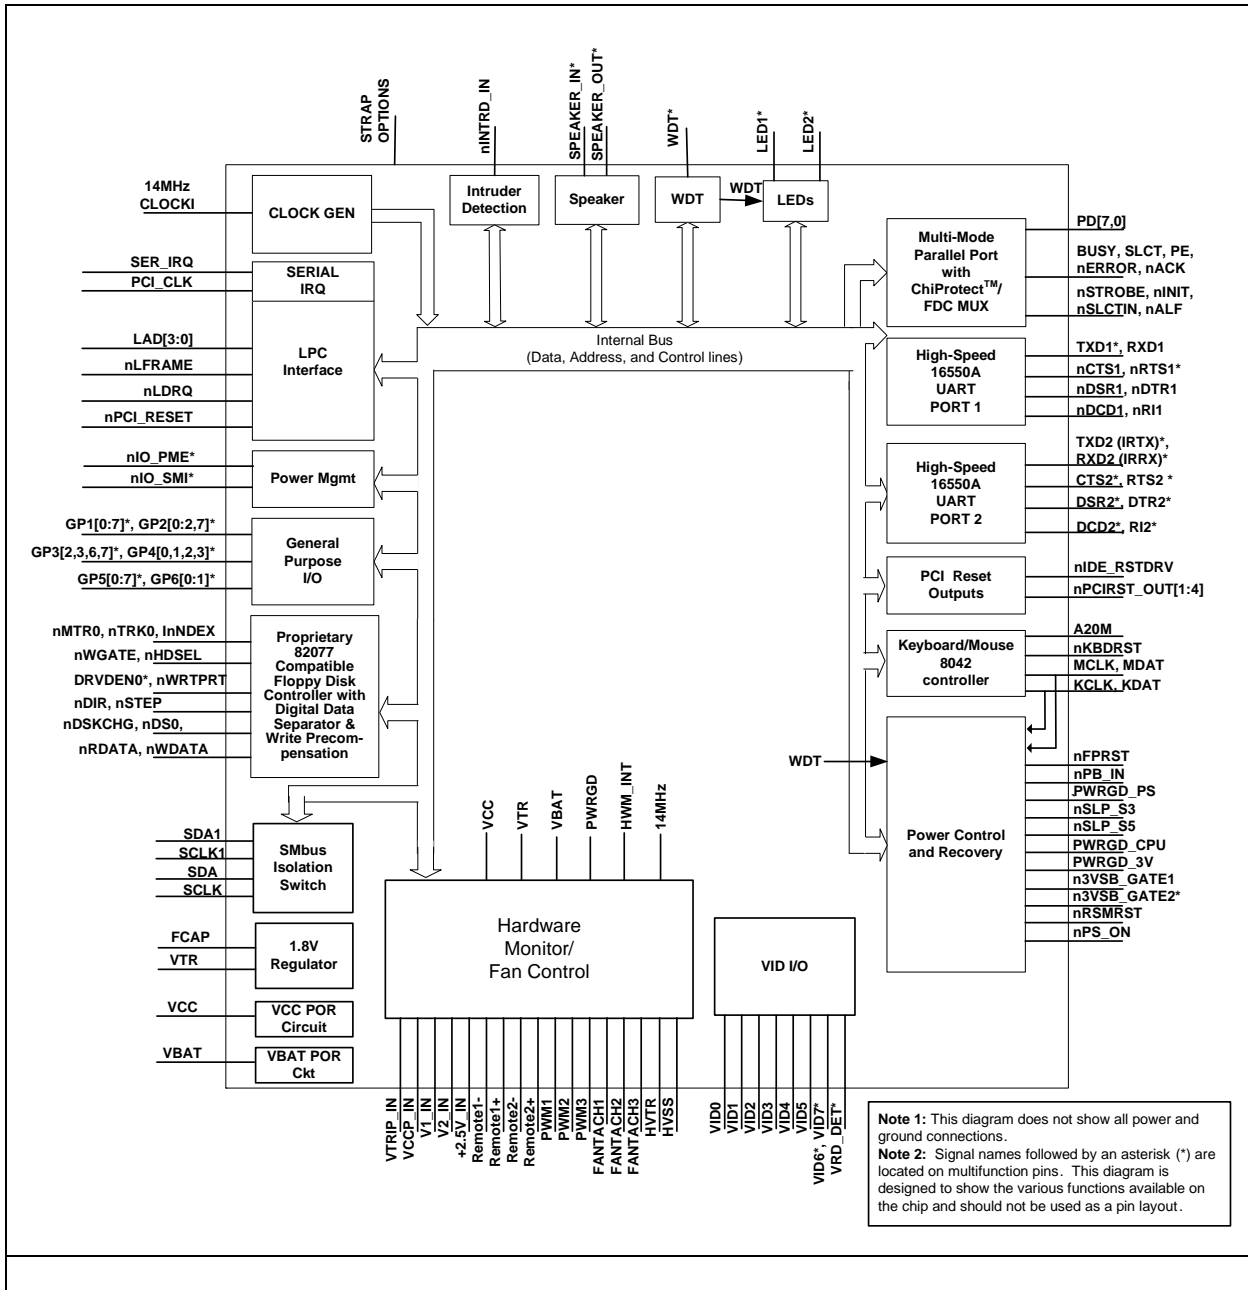 STRAP
OPTIONS
nINTRD_IN
SPEAKER_IN*
SPEAKER_OUT*
WDT*
LED1*
LED2*
14MHz
CLOCKI
CLOCK GEN
Intruder
Detection
Speaker
WDT
WDT
LEDs
SER_IRQ
PCI_CLK
SERIAL
IRQ
LAD[3:0]
nLFRAME
nLDRQ
nPCI_RESET
LPC
Interface
Internal Bus
(Data, Address, and Control lines)
nIO_PME*
nIO_SMI*
Power Mgmt
GP1[0:7]*, GP2[0:2,7]*
GP3[2,3,6,7]*, GP4[0,1,2,3]*
GP5[0:7]*, GP6[0:1]*
General
Purpose
I/O
nMTR0, nTRK0, InNDEX
nWGATE, nHDSEL
DRVDEN0*, nWRTPRT
nDIR, nSTEP
nDSKCHG, nDS0,
nRDATA, nWDATA
Proprietary
82077
Compatible
Floppy Disk
Controller with
Digital Data
Separator &
Write Precom-
pensation
SDA1
SCLK1
SDA
SCLK
SMbus
Isolation
Switch
FCAP
VTR
1.8V
Regulator
VCC
VCC POR
Circuit
VBAT
VBAT POR
Ckt
Multi-Mode
Parallel Port
with
ChiProtect™/
FDC MUX
PD[7,0]
BUSY, SLCT, PE,
nERROR, nACK
nSTROBE, nINIT,
nSLCTIN, nALF
High-Speed
16550A
UART
PORT 1
TXD1*, RXD1
nCTS1, nRTS1*
nDSR1, nDTR1
nDCD1, nRI1
High-Speed
16550A
UART
PORT 2
TXD2 (IRTX)*,
RXD2 (IRRX)*
CTS2*, RTS2 *
DSR2*, DTR2*
DCD2*, RI2*
PCI Reset
Outputs
nIDE_RSTDRV
nPCIRST_OUT[1:4]
Keyboard/Mouse
8042
controller
A20M
nKBDRST
MCLK, MDAT
KCLK, KDAT
WDT
Power Control
and Recovery
nFPRST
nPB_IN
PWRGD_PS
nSLP_S3
nSLP_S5
PWRGD_CPU
PWRGD_3V
n3VSB_GATE1
n3VSB_GATE2*
nRSMRST
nPS_ON
VCC
VTR
VBAT
PWRGD
HWM_INT
14MHz
Hardware
Monitor/
Fan Control
VTRIP_IN
VCCP_IN
V1_IN
V2_IN
+2.5V_IN
Remote1-
Remote1+
Remote2-
Remote2+
PWM1
PWM2
PWM3
FANTACH1
FANTACH2
FANTACH3
HVTR
HVSS
VID I/O
VID0
VID1
VID2
VID3
VID4
VID5
VID6*, VID7*
VRD_DET*
Note 1: This diagram does not show all power and
ground connections.
Note 2: Signal names followed by an asterisk (*) are
located on multifunction pins. This diagram is
designed to show the various functions available on
the chip and should not be used as a pin layout.